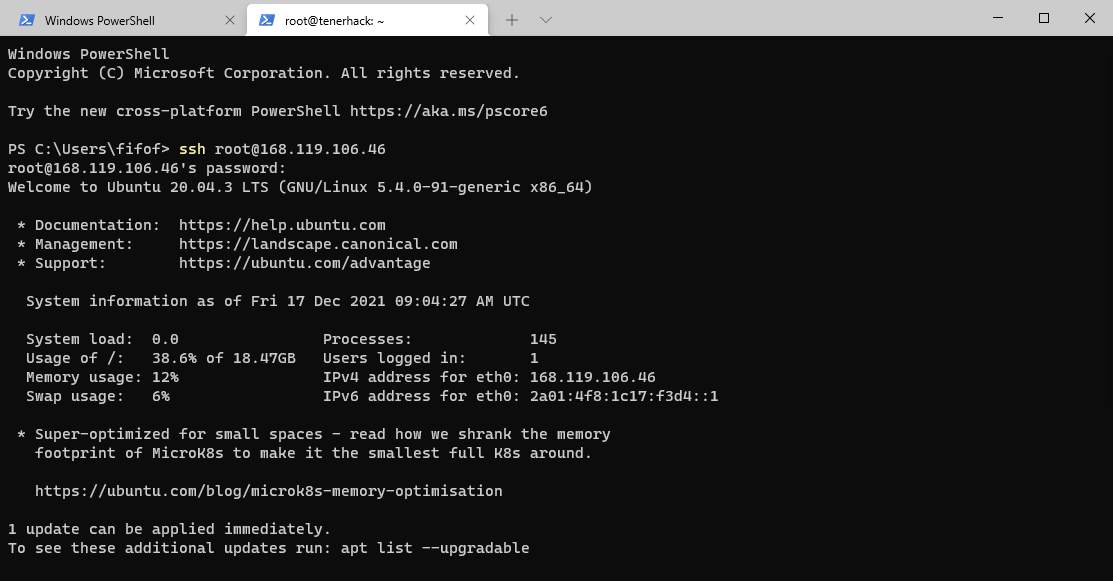 Windows PowerShell
root@tenerhack: ~
Windows PowerShell
Copyright (C) Microsoft Corporation. All rights reserved.
Try the new cross-platform PowerShell https://aka.ms/pscore6
PS C:\Users\fifof> ssh root@168.119.106.46
root@168.119.106.46's password:
Welcome to Ubuntu 20.04.3 LTS (GNU/Linux 5.4.0-91-generic x86_64)
 * Documentation:  https://help.ubuntu.com
 * Management:     https://landscape.canonical.com
 * Support:        https://ubuntu.com/advantage
  System information as of Fri 17 Dec 2021 09:04:27 AM UTC
  System load:  0.0                Processes:             145
  Usage of /:   38.6% of 18.47GB   Users logged in:       1
  Memory usage: 12%                IPv4 address for eth0: 168.119.106.46
  Swap usage:   6%                 IPv6 address for eth0: 2a01:4f8:1c17:f3d4::1
 * Super-optimized for small spaces - read how we shrank the memory
   footprint of MicroK8s to make it the smallest full K8s around.
   https://ubuntu.com/blog/microk8s-memory-optimisation
1 update can be applied immediately.
To see these additional updates run: apt list --upgradable